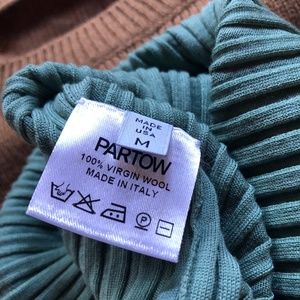 MADE
IN
USA
M
PARTOW
100% VIRGIN WOOL
MADE IN ITALY
P